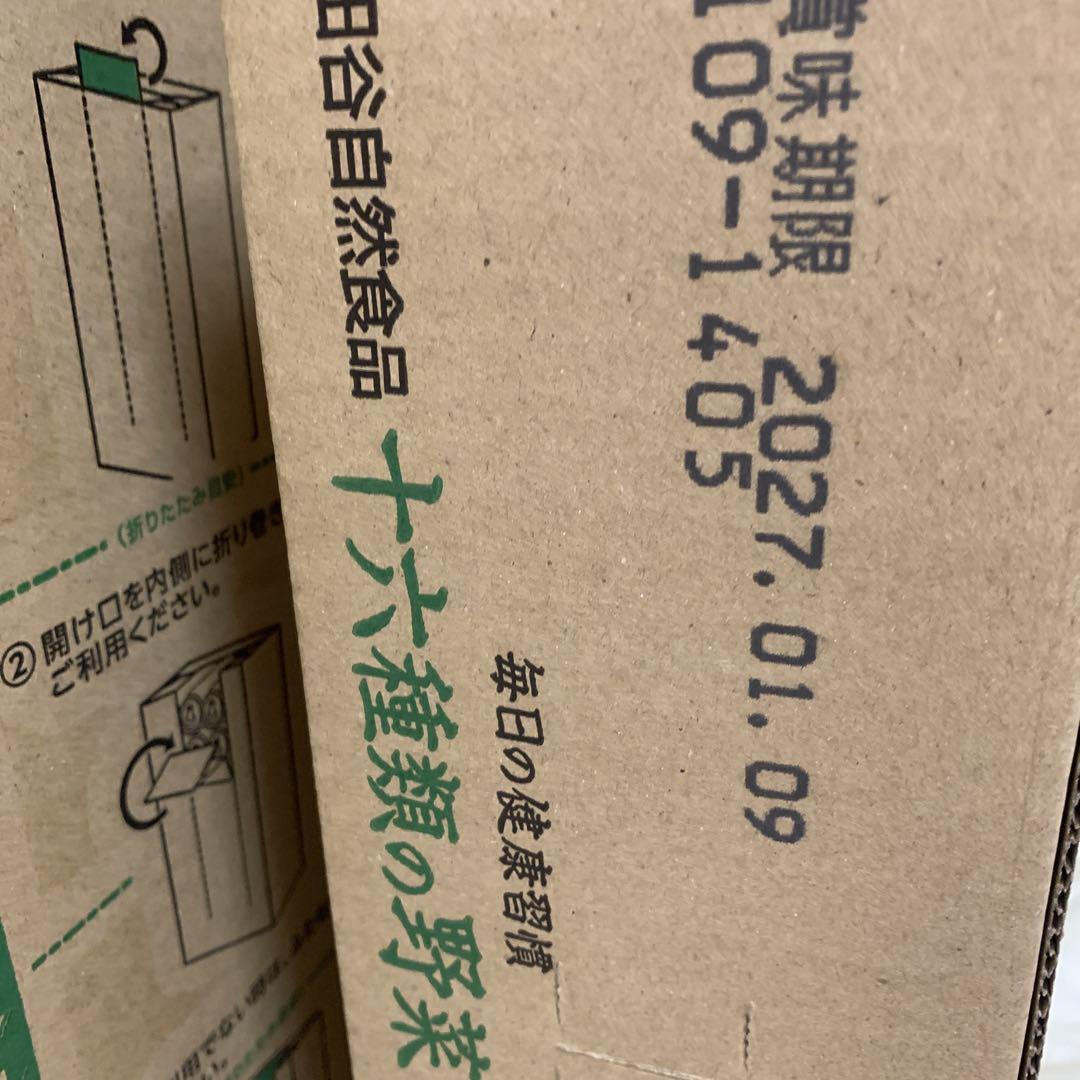 賞味期限 2027.01.09
109-1405
田谷自然食品
十六種類の野菜
毎日の健康習慣
(折りたたみ目安)
② 開け口を内側に折り巻き
ご利用ください。